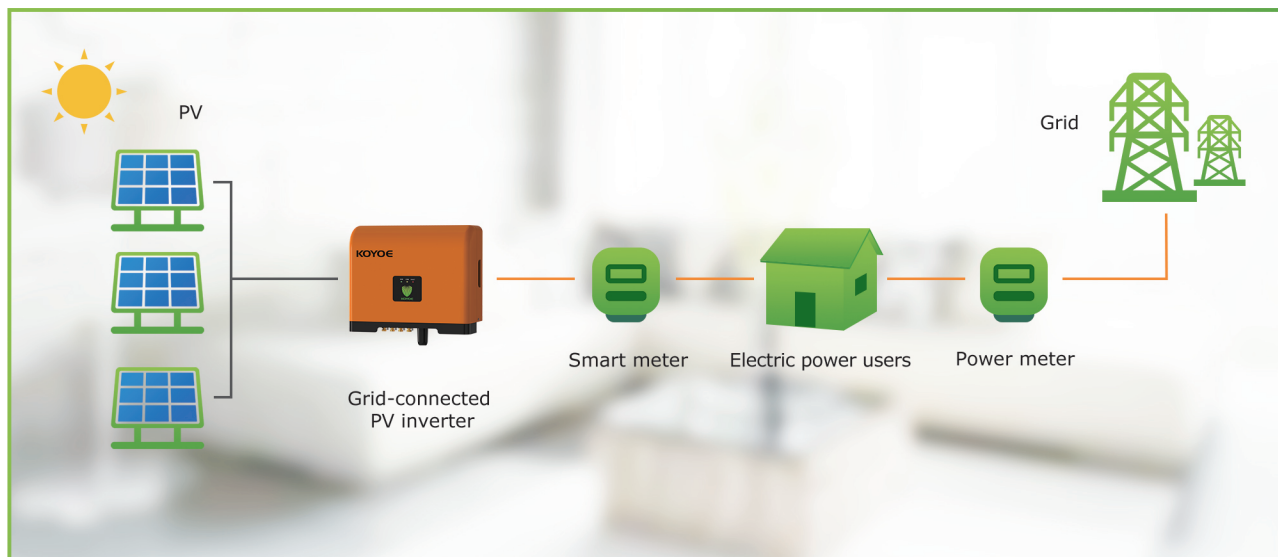 PV
Grid
KOYOE
Smart meter
Electric power users
Power meter
Grid-connected
PV inverter